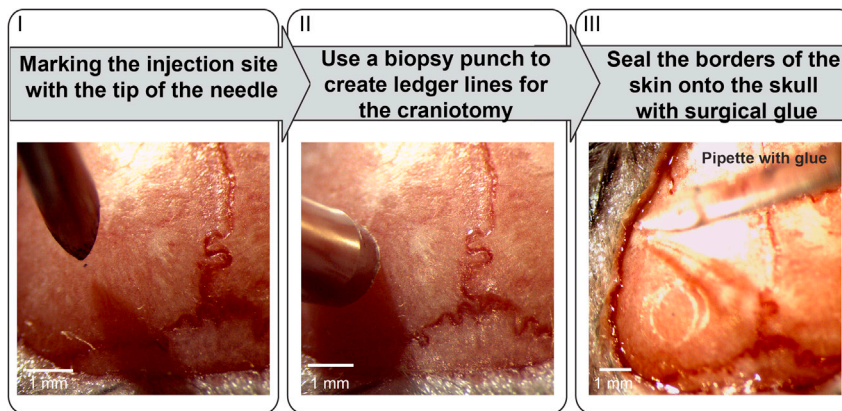 I
Marking the injection site
with the tip of the needle
1 mm
II
Use a biopsy punch to
create ledger lines for
the craniotomy
1 mm
III
Seal the borders of the
skin onto the skull
with surgical glue
Pipette with glue
1 mm